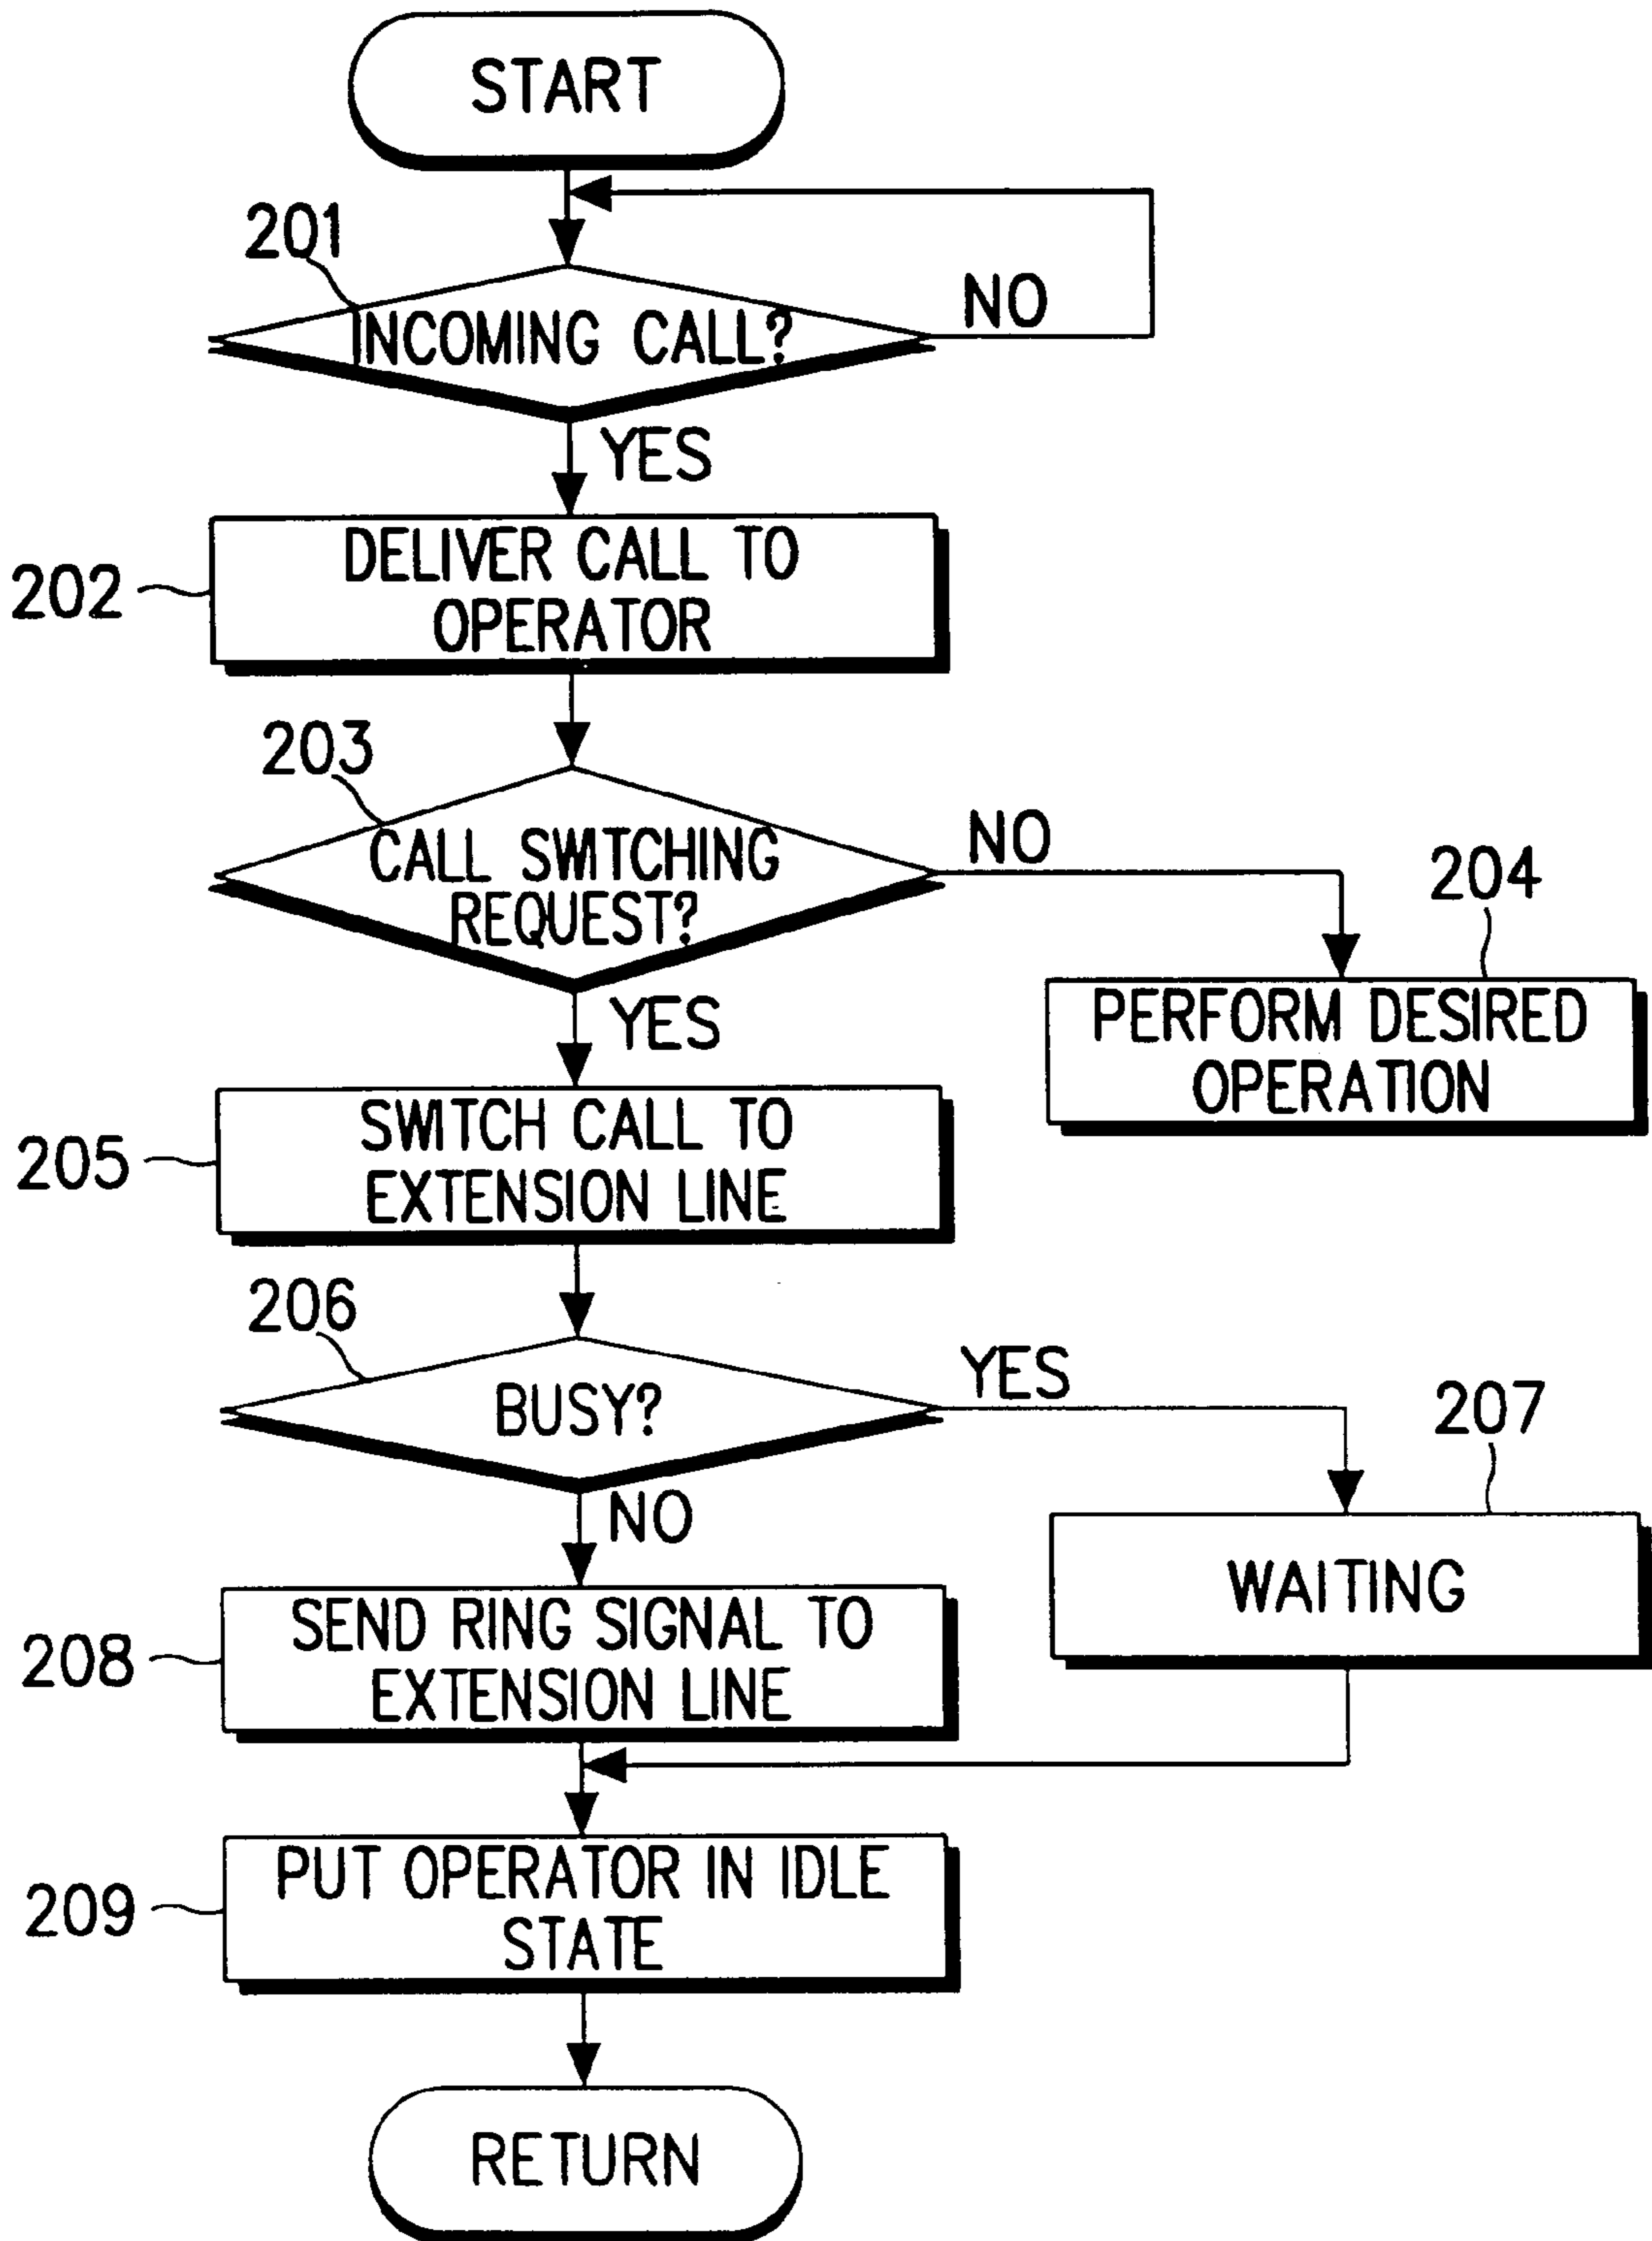 START
201
INCOMING CALL?
NO
YES
202
DELIVER CALL TO
OPERATOR
203
CALL SWITCHING
REQUEST?
NO
YES
204
PERFORM DESIRED
OPERATION
205
SWITCH CALL TO
EXTENSION LINE
206
BUSY?
YES
NO
207
WAITING
208
SEND RING SIGNAL TO
EXTENSION LINE
209
PUT OPERATOR IN IDLE
STATE
RETURN